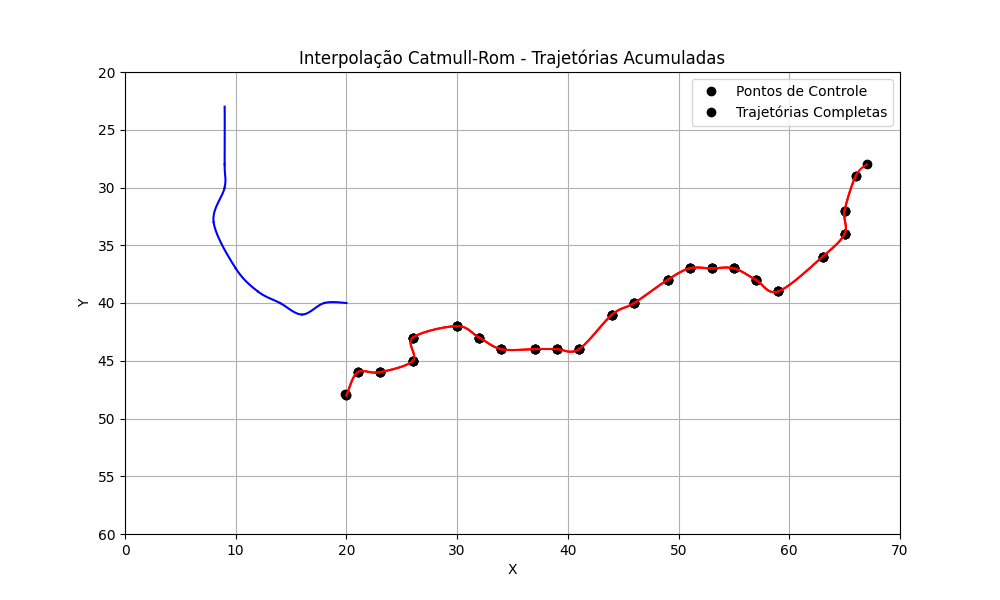 Interpolação Catmull-Rom - Trajetórias Acumuladas
Pontos de Controle
Trajetórias Completas
20
25
30
35
40
45
50
55
60
Y
0 10 20 30 40 50 60 70
X